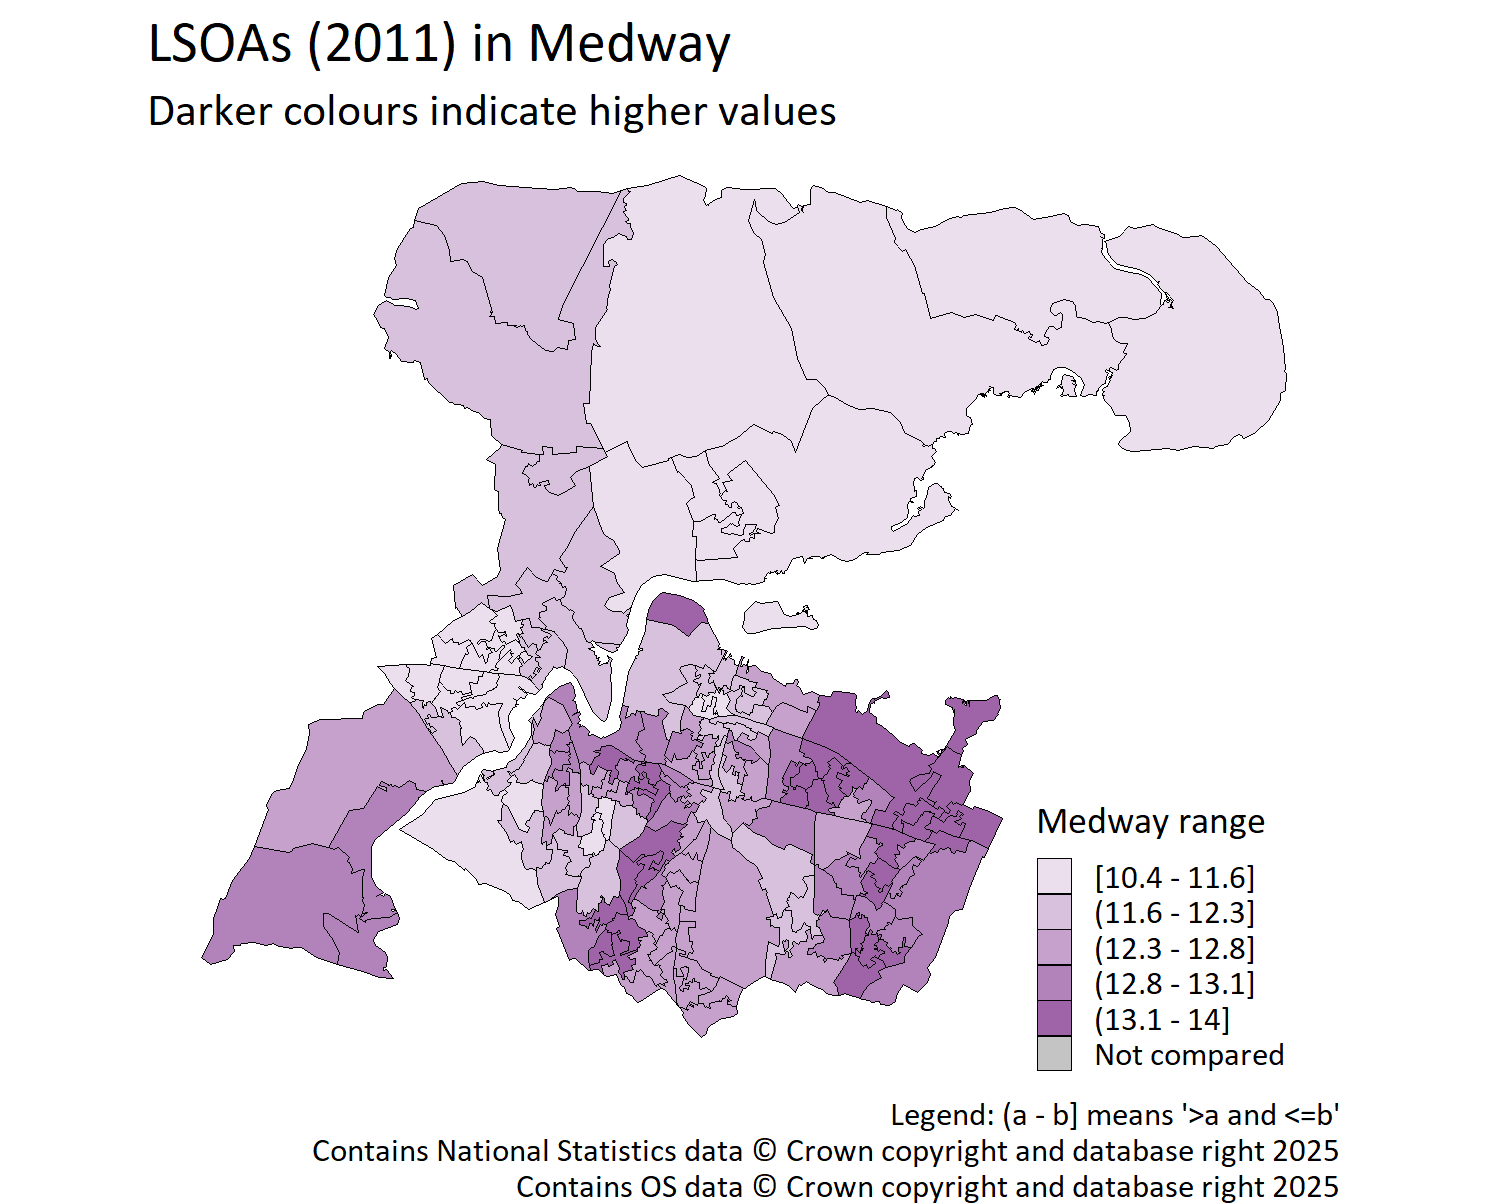 LSOAs (2011) in Medway
Darker colours indicate higher values
Medway range
[10.4 - 11.6]
(11.6 - 12.3]
(12.3 - 12.8]
(12.8 - 13.1]
(13.1 - 14]
Not compared
Legend: (a - b] means '>a and <=b'
Contains National Statistics data © Crown copyright and database right 2025
Contains OS data © Crown copyright and database right 2025